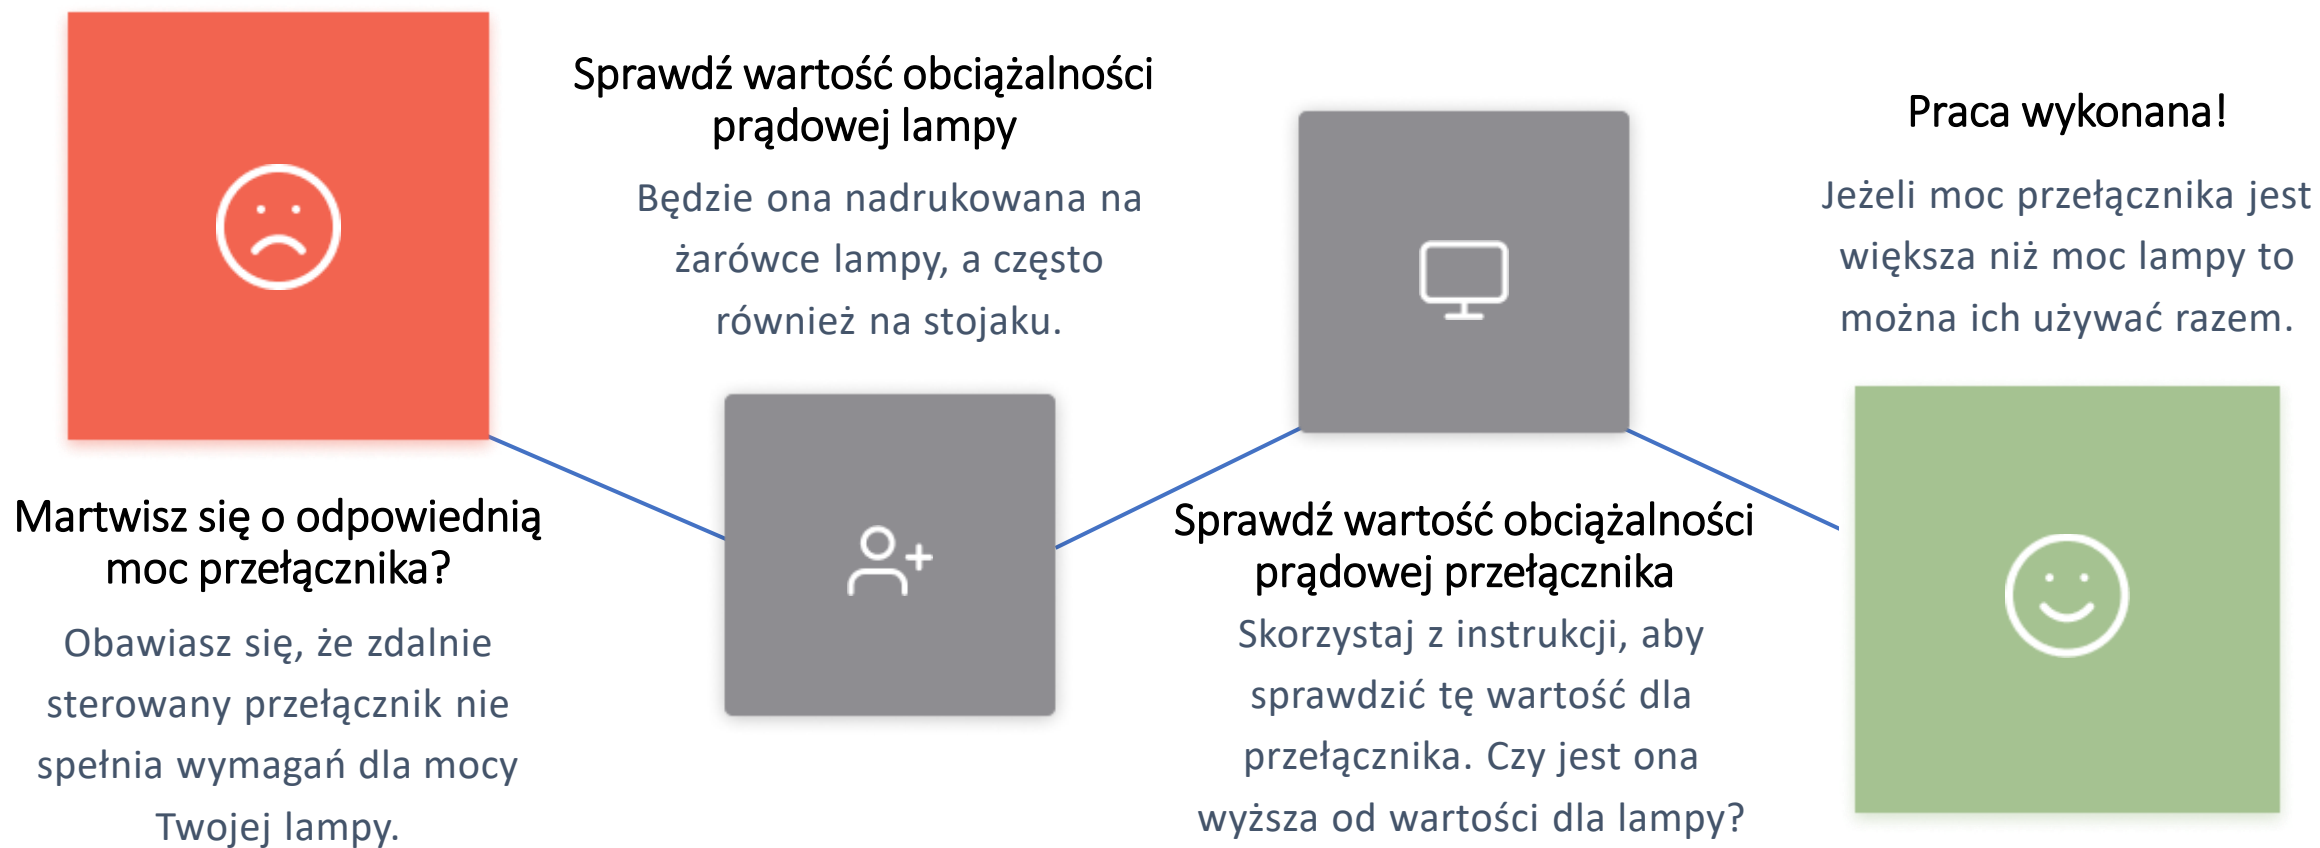 Martwisz się o odpowiednią
moc przełącznika?
Obawiasz się, że zdalnie
sterowany przełącznik nie
spełnia wymagań dla mocy
Twojej lampy.
Sprawdź wartość obciążalności
prądowej lampy
Będzie ona nadrukowana na
żarówce lampy, a często
również na stojaku.
Sprawdź wartość obciążalności
prądowej przełącznika
Skorzystaj z instrukcji, aby
sprawdzić tę wartość dla
przełącznika. Czy jest ona
wyższa od wartości dla lampy?
Praca wykonana!
Jeżeli moc przełącznika jest
większa niż moc lampy to
można ich używać razem.